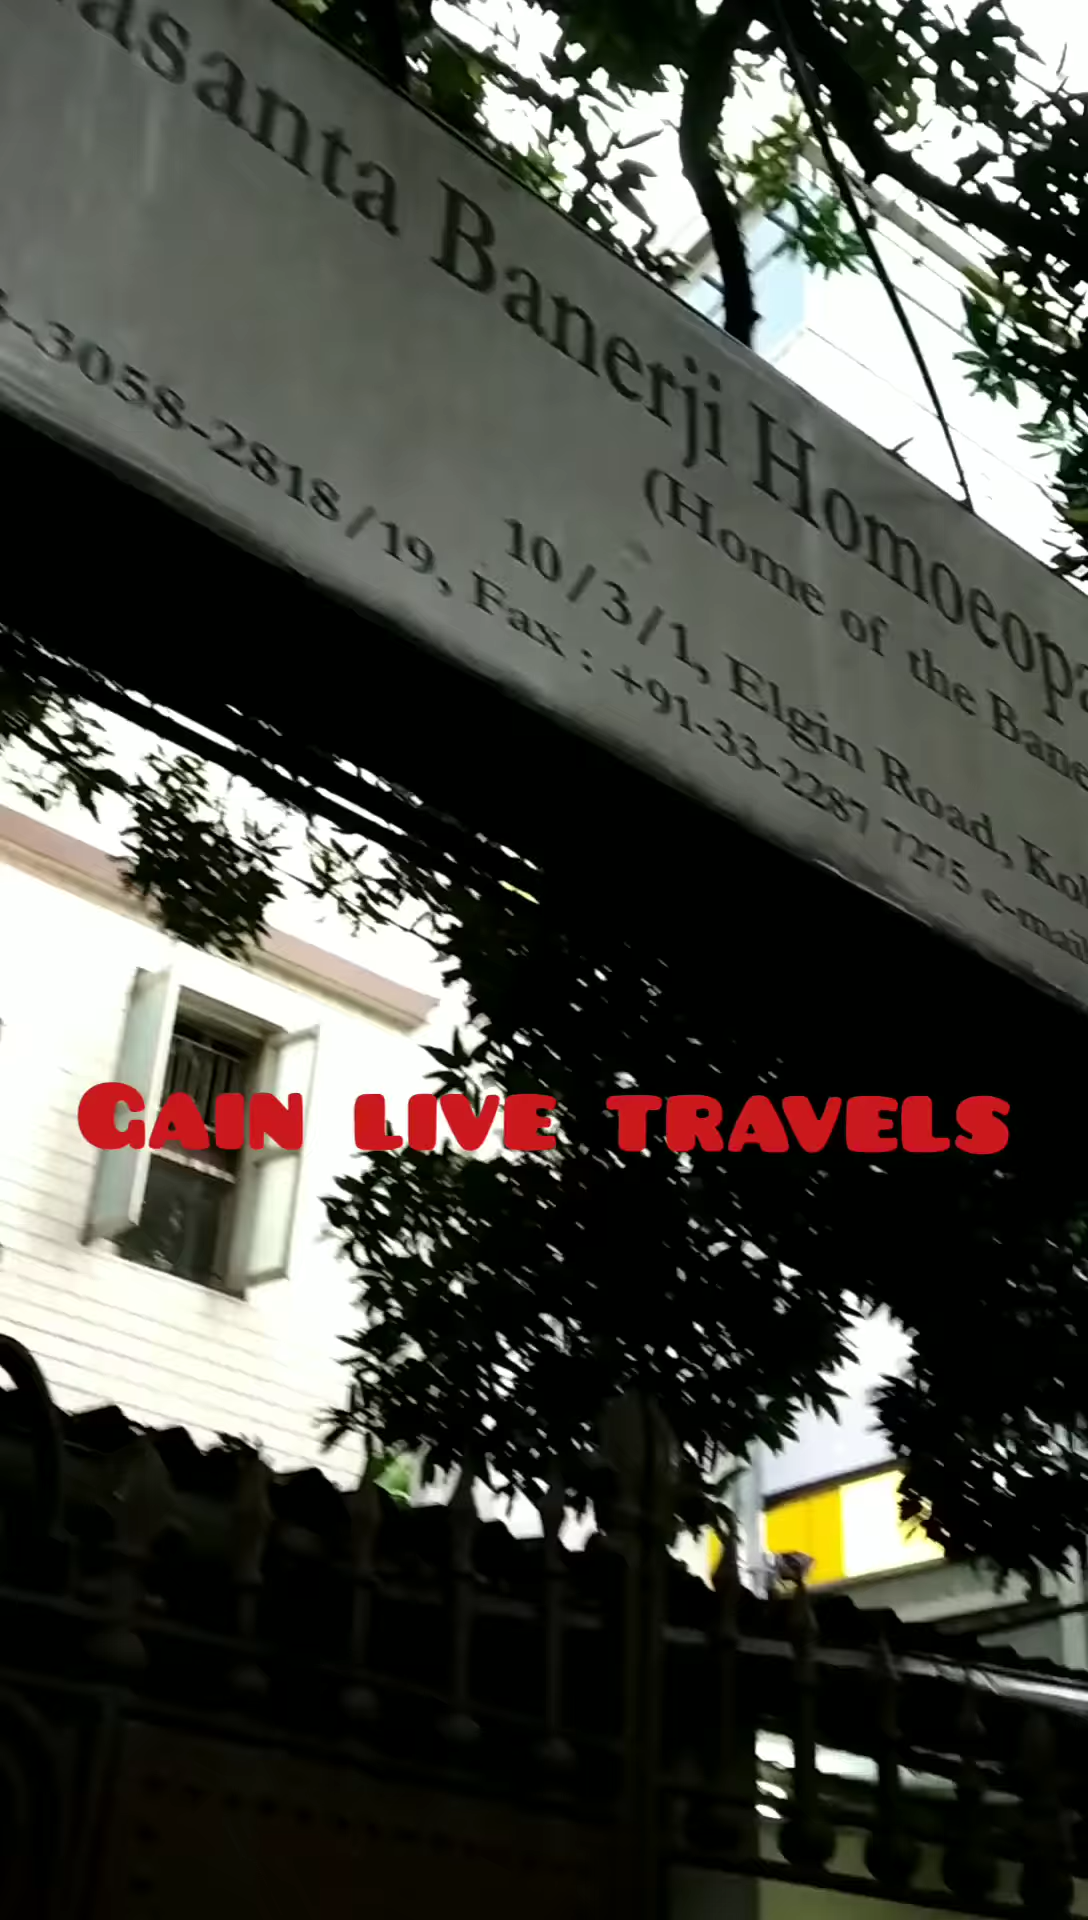 asanta Banerji Homoeopa
(Home of the Bane
10/3/1, Elgin Road, Kol
-3058-2818/19, Fax : +91-33-2287 7275 e-mail
GAIN LIVE TRAVELS